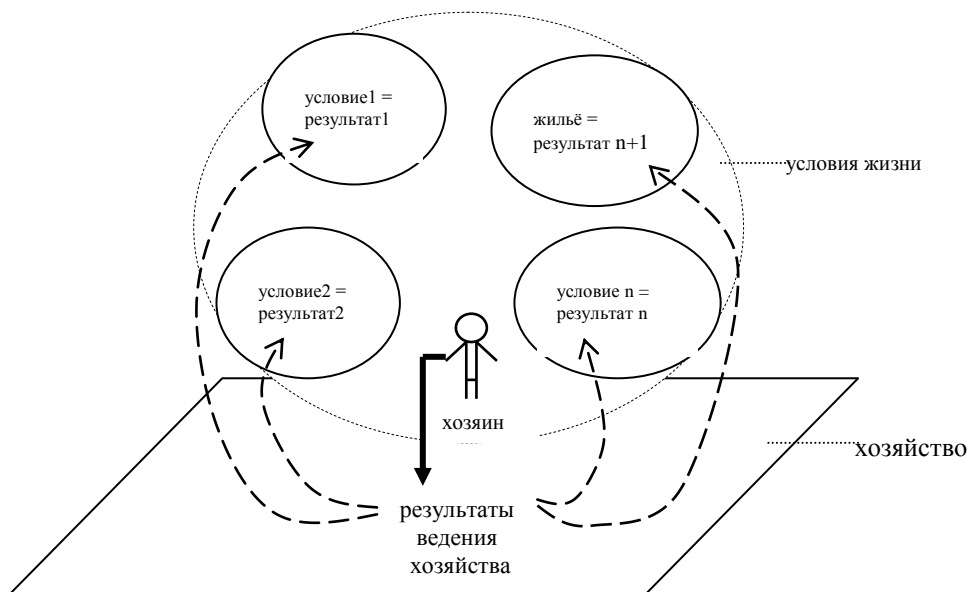 условие1 =
результат1
жильё =
результат n+1
условия жизни
условие2 =
результат2
условие n =
результат n
хозяин
хозяйство
результаты
ведения
хозяйства